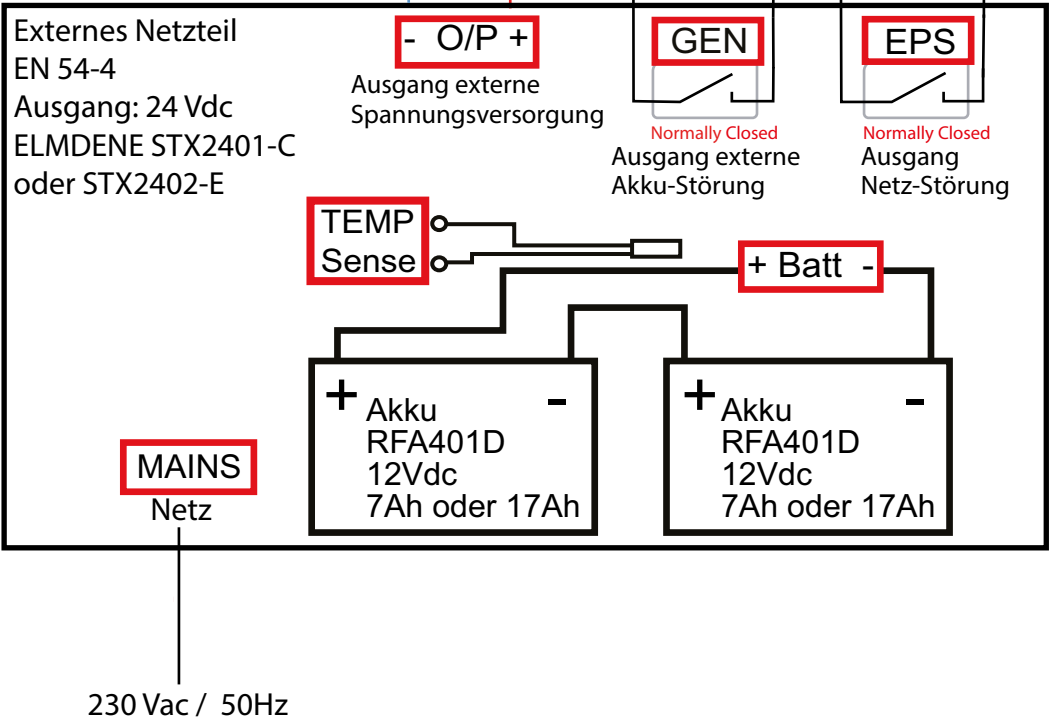 Externes Netzteil
EN 54-4
Ausgang: 24 Vdc
ELMDENE STX2401-C
oder STX2402-E
- O/P +
Ausgang externe
Spannungsversorgung
GEN
Normally Closed
Ausgang externe
Akku-Störung
EPS
Normally Closed
Ausgang
Netz-Störung
TEMP
Sense
+ Batt -
+ -
Akku
RFA401D
12Vdc
7Ah oder 17Ah
+ -
Akku
RFA401D
12Vdc
7Ah oder 17Ah
MAINS
Netz
230 Vac / 50Hz